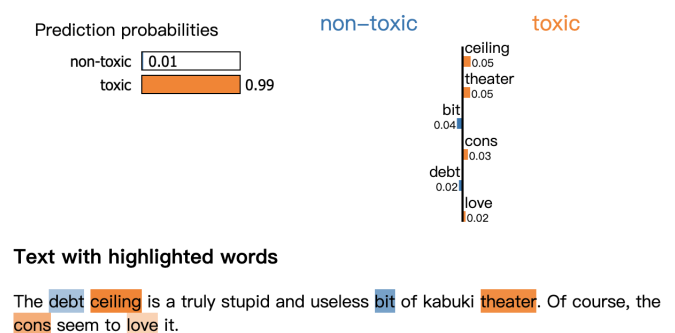 non-toxic toxic
Prediction probabilities
non-toxic 0.01
toxic 0.99
ceiling
0.05
theater
0.05
bit
0.04
cons
0.03
debt
0.02
love
0.02
Text with highlighted words
The debt ceiling is a truly stupid and useless bit of kabuki theater. Of course, the
cons seem to love it.